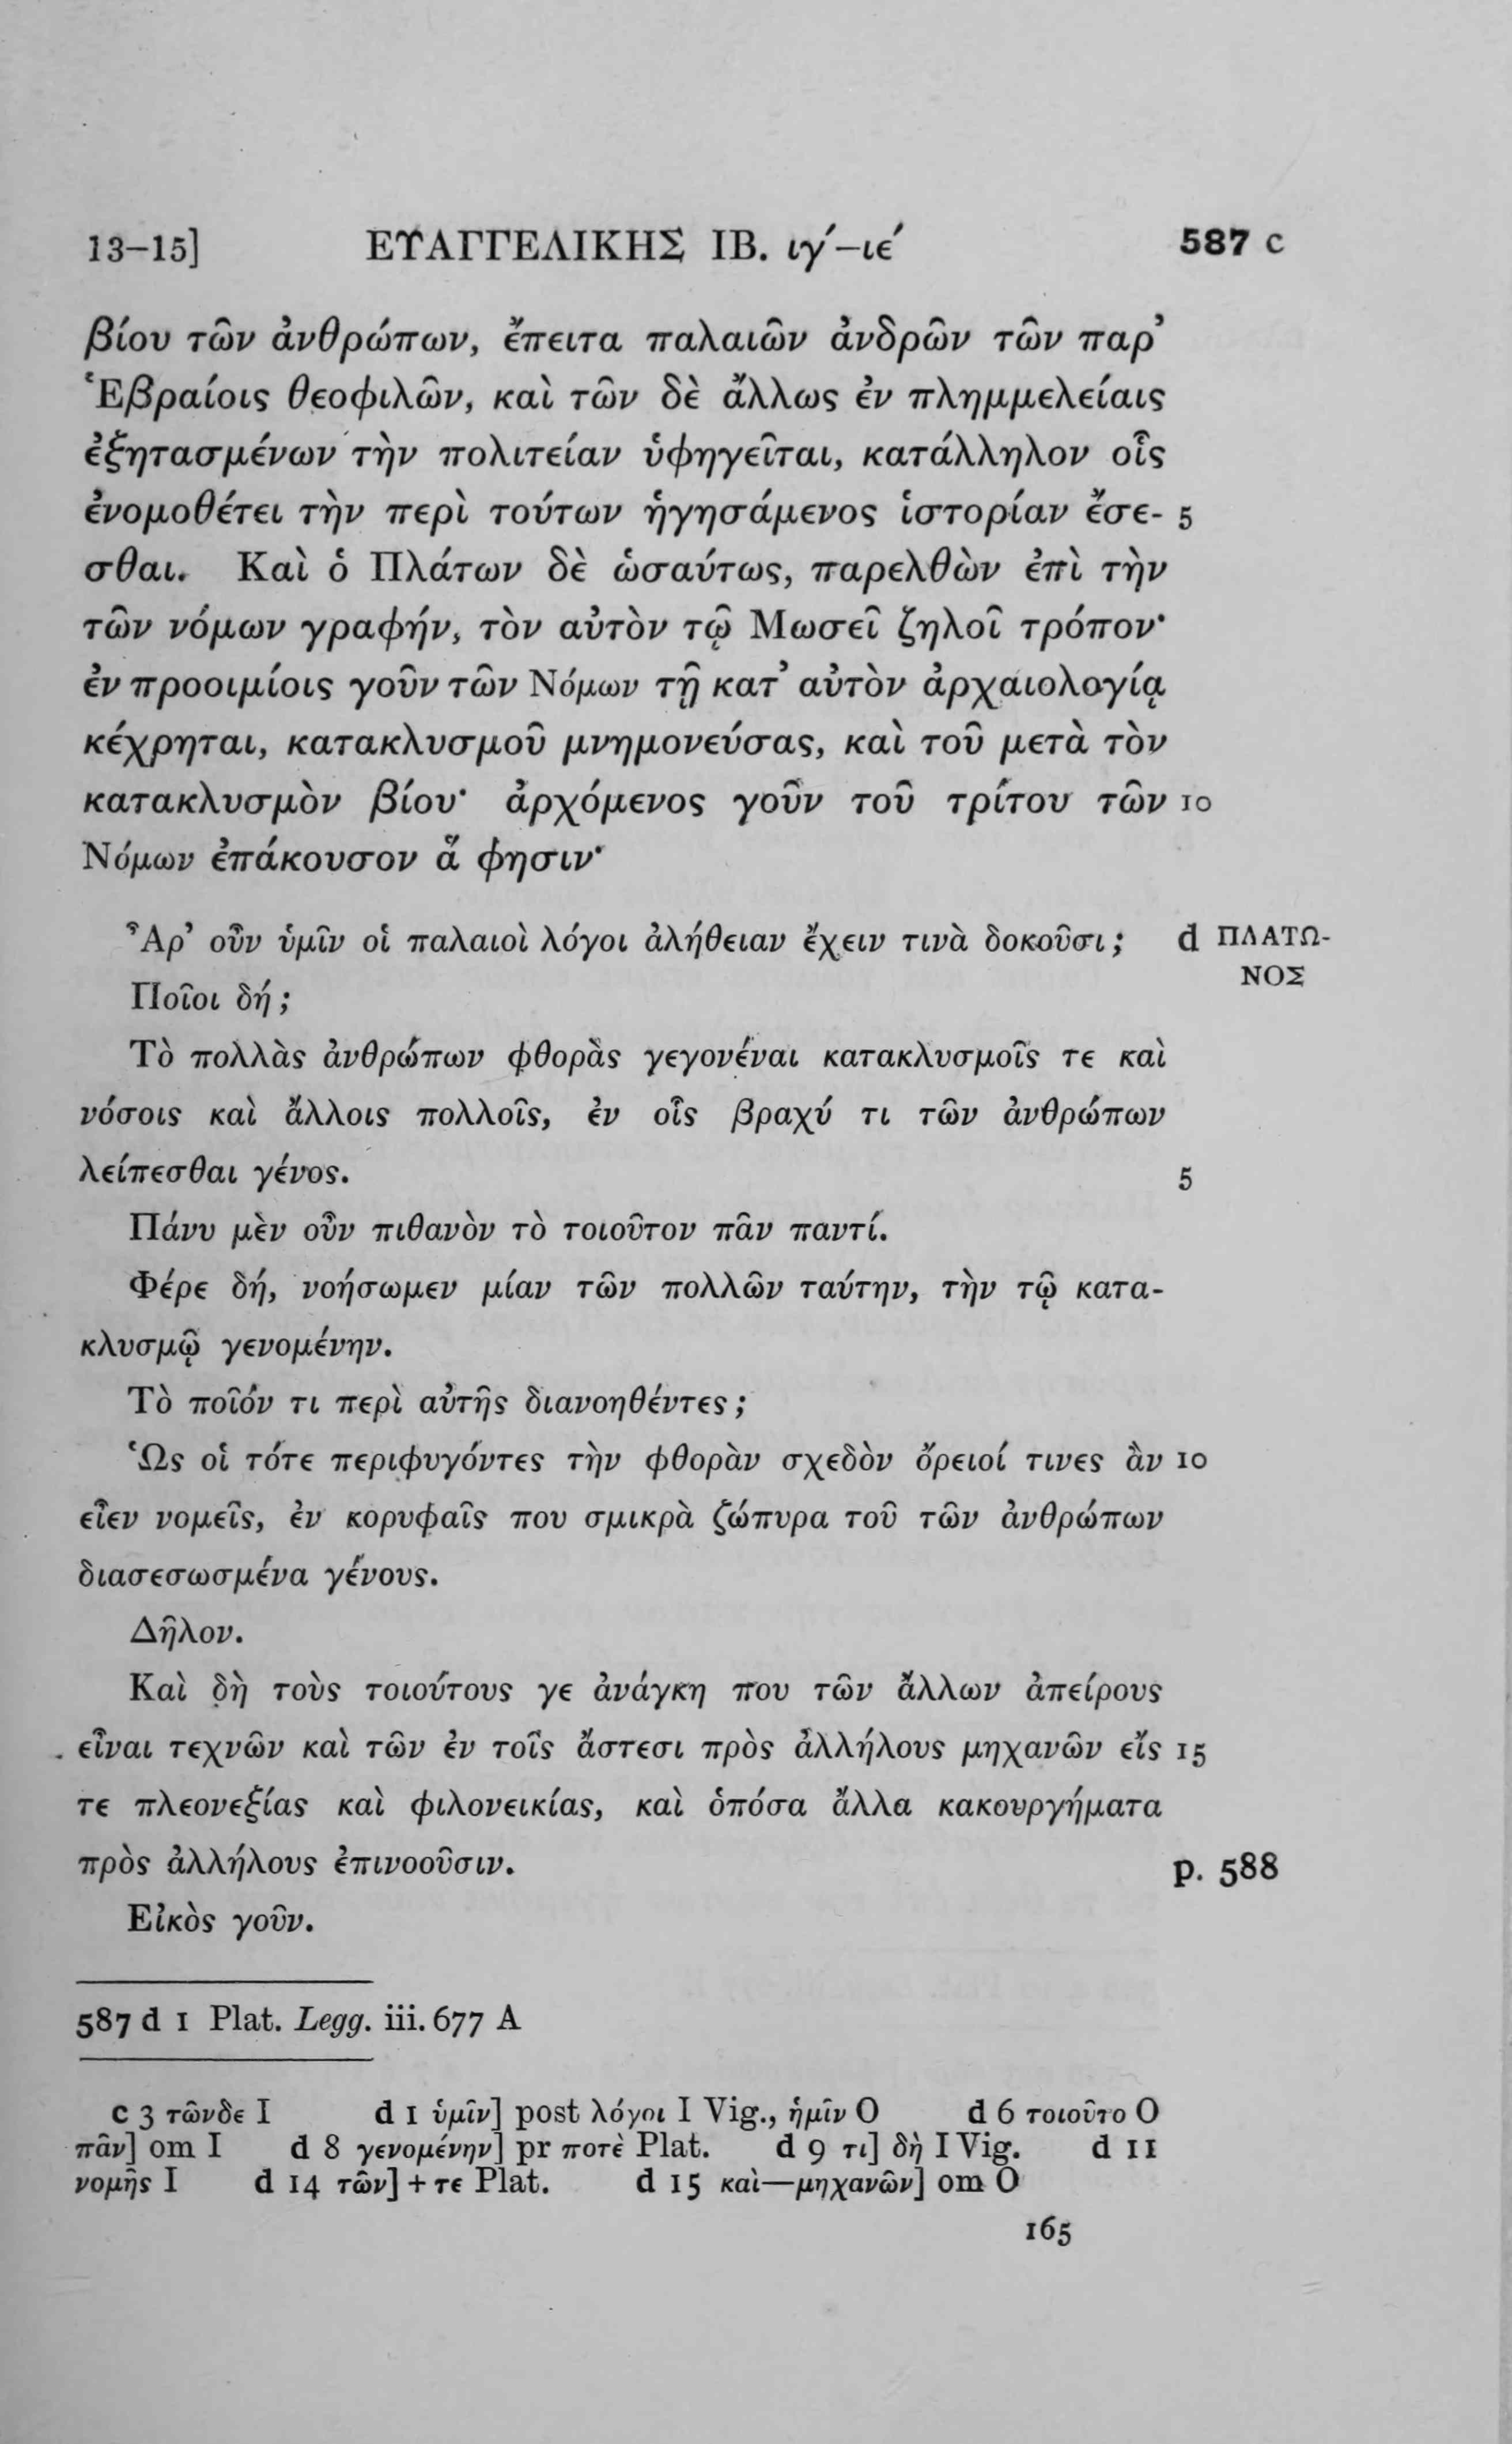 13–15] ΕΥΑΓΓΕΛΙΚΗΣ ΙΒ. ιγ´–ιε´ 587 c
βίου τῶν ἀνθρώπων, ἔπειτα παλαιῶν ἀνδρῶν τῶν παρ’
Ἑβραίοις θεοφιλῶν, καὶ τῶν δὲ ἄλλως ἐν πλημμελείαις
ἐξητασμένων τὴν πολιτείαν ὑφηγεῖται, κατάλληλον οἷς
ἐνομοθέτει τὴν περὶ τούτων ἡγησάμενος ἱστορίαν ἔσε- 5
σθαι. Καὶ ὁ Πλάτων δὲ ὡσαύτως, παρελθὼν ἐπὶ τὴν
τῶν νόμων γραφήν, τὸν αὐτὸν τῷ Μωσεῖ ζηλοῖ τρόπον·
ἐν προοιμίοις γοῦν τῶν Νόμων τῇ κατ’ αὐτὸν ἀρχαιολογίᾳ
κέχρηται, κατακλυσμοῦ μνημονεύσας, καὶ τοῦ μετὰ τὸν
κατακλυσμὸν βίου· ἀρχόμενος γοῦν τοῦ τρίτου τῶν 10
Νόμων ἐπάκουσον ἅ φησιν·
Ἆρ’ οὖν ὑμῖν οἱ παλαιοὶ λόγοι ἀλήθειαν ἔχειν τινὰ δοκοῦσι; d ΠΛΑΤΩ-
ΝΟΣ
Ποῖοι δή;
Τὸ πολλὰς ἀνθρώπων φθορὰς γεγονέναι κατακλυσμοῖς τε καὶ
νόσοις καὶ ἄλλοις πολλοῖς, ἐν οἷς βραχύ τι τῶν ἀνθρώπων
λείπεσθαι γένος. 5
Πάνυ μὲν οὖν πιθανὸν τὸ τοιοῦτον πᾶν παντί.
Φέρε δή, νοήσωμεν μίαν τῶν πολλῶν ταύτην, τὴν τῷ κατα-
κλυσμῷ γενομένην.
Τὸ ποῖόν τι περὶ αὐτῆς διανοηθέντες;
Ὡς οἱ τότε περιφυγόντες τὴν φθορὰν σχεδὸν ὄρειοί τινες ἂν 10
εἶεν νομεῖς, ἐν κορυφαῖς που σμικρὰ ζώπυρα τοῦ τῶν ἀνθρώπων
διασεσωσμένα γένους.
Δῆλον.
Καὶ δὴ τοὺς τοιούτους γε ἀνάγκη που τῶν ἄλλων ἀπείρους
εἶναι τεχνῶν καὶ τῶν ἐν τοῖς ἄστεσι πρὸς ἀλλήλους μηχανῶν εἴς 15
τε πλεονεξίας καὶ φιλονεικίας, καὶ ὁπόσα ἄλλα κακουργήματα
πρὸς ἀλλήλους ἐπινοοῦσιν. p. 588
Εἰκὸς γοῦν.
587 d 1 Plat. Legg. iii. 677 A
c 3 τῶνδε I d 1 ὑμῖν] post λόγοι I Vig., ἡμῖν O d 6 τοιοῦτο O
πᾶν] om I d 8 γενομένην] pr ποτὲ Plat. d 9 τι] δὴ I Vig. d 11
νομῆς I d 14 τῶν] + τε Plat. d 15 καὶ—μηχανῶν] om O
165